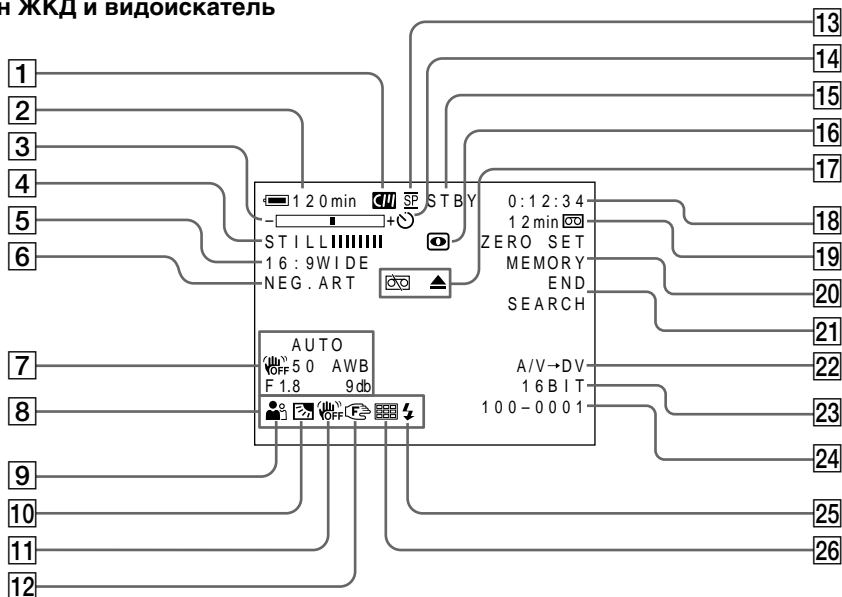 н ЖКД и видоискатель
1
2
3
4
5
6
7
8
9
10
11
12
13
14
15
16
17
18
19
20
21
22
23
24
25
26
120min SP STBY 0:12:34
– + 12min
STILL ZERO SET
16:9WIDE MEMORY
NEG.ART END
SEARCH
AUTO
OFF 50 AWB A/V→DV
F1.8 9db 16BIT
OFF F 100–0001